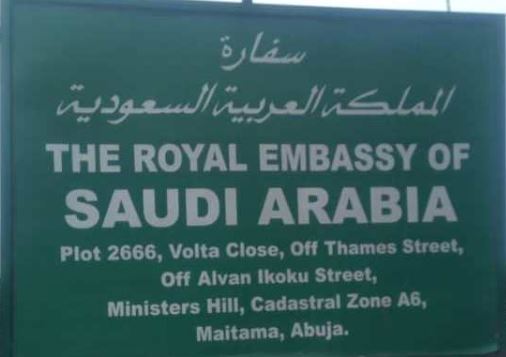 سفارة
المملكة العربية السعودية
THE ROYAL EMBASSY OF
SAUDI ARABIA
Plot 2666, Volta Close, Off Thames Street,
Off Alvan Ikoku Street,
Ministers Hill, Cadastral Zone A6,
Maitama, Abuja.